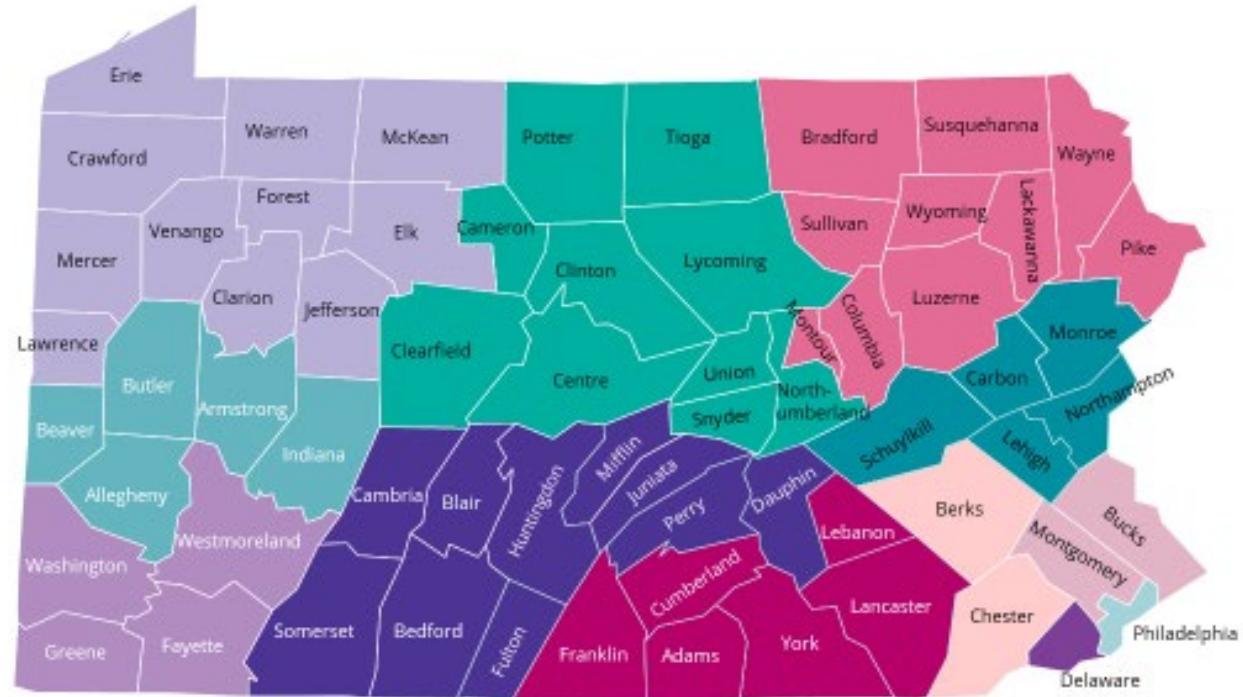 Erie
Warren
McKean
Potter
Tioga
Bradford
Susquehanna
Wayne
Crawford
Forest
Venango
Elk
Cameron
Sullivan
Wyoming
Lackawanna
Pike
Mercer
Clarion
Jefferson
Clinton
Lycoming
Luzerne
Montour
Columbia
Lawrence
Butler
Clearfield
Centre
Union
Monroe
Carbon
Northampton
Beaver
Armstrong
Indiana
Snyder
North-
umberland
Schuylkill
Lehigh
Allegheny
Cambria
Blair
Huntingdon
Mifflin
Juniata
Perry
Dauphin
Lebanon
Berks
Bucks
Montgomery
Washington
Westmoreland
Cumberland
Lancaster
Chester
Philadelphia
Greene
Fayette
Somerset
Bedford
Fulton
Franklin
Adams
York
Delaware